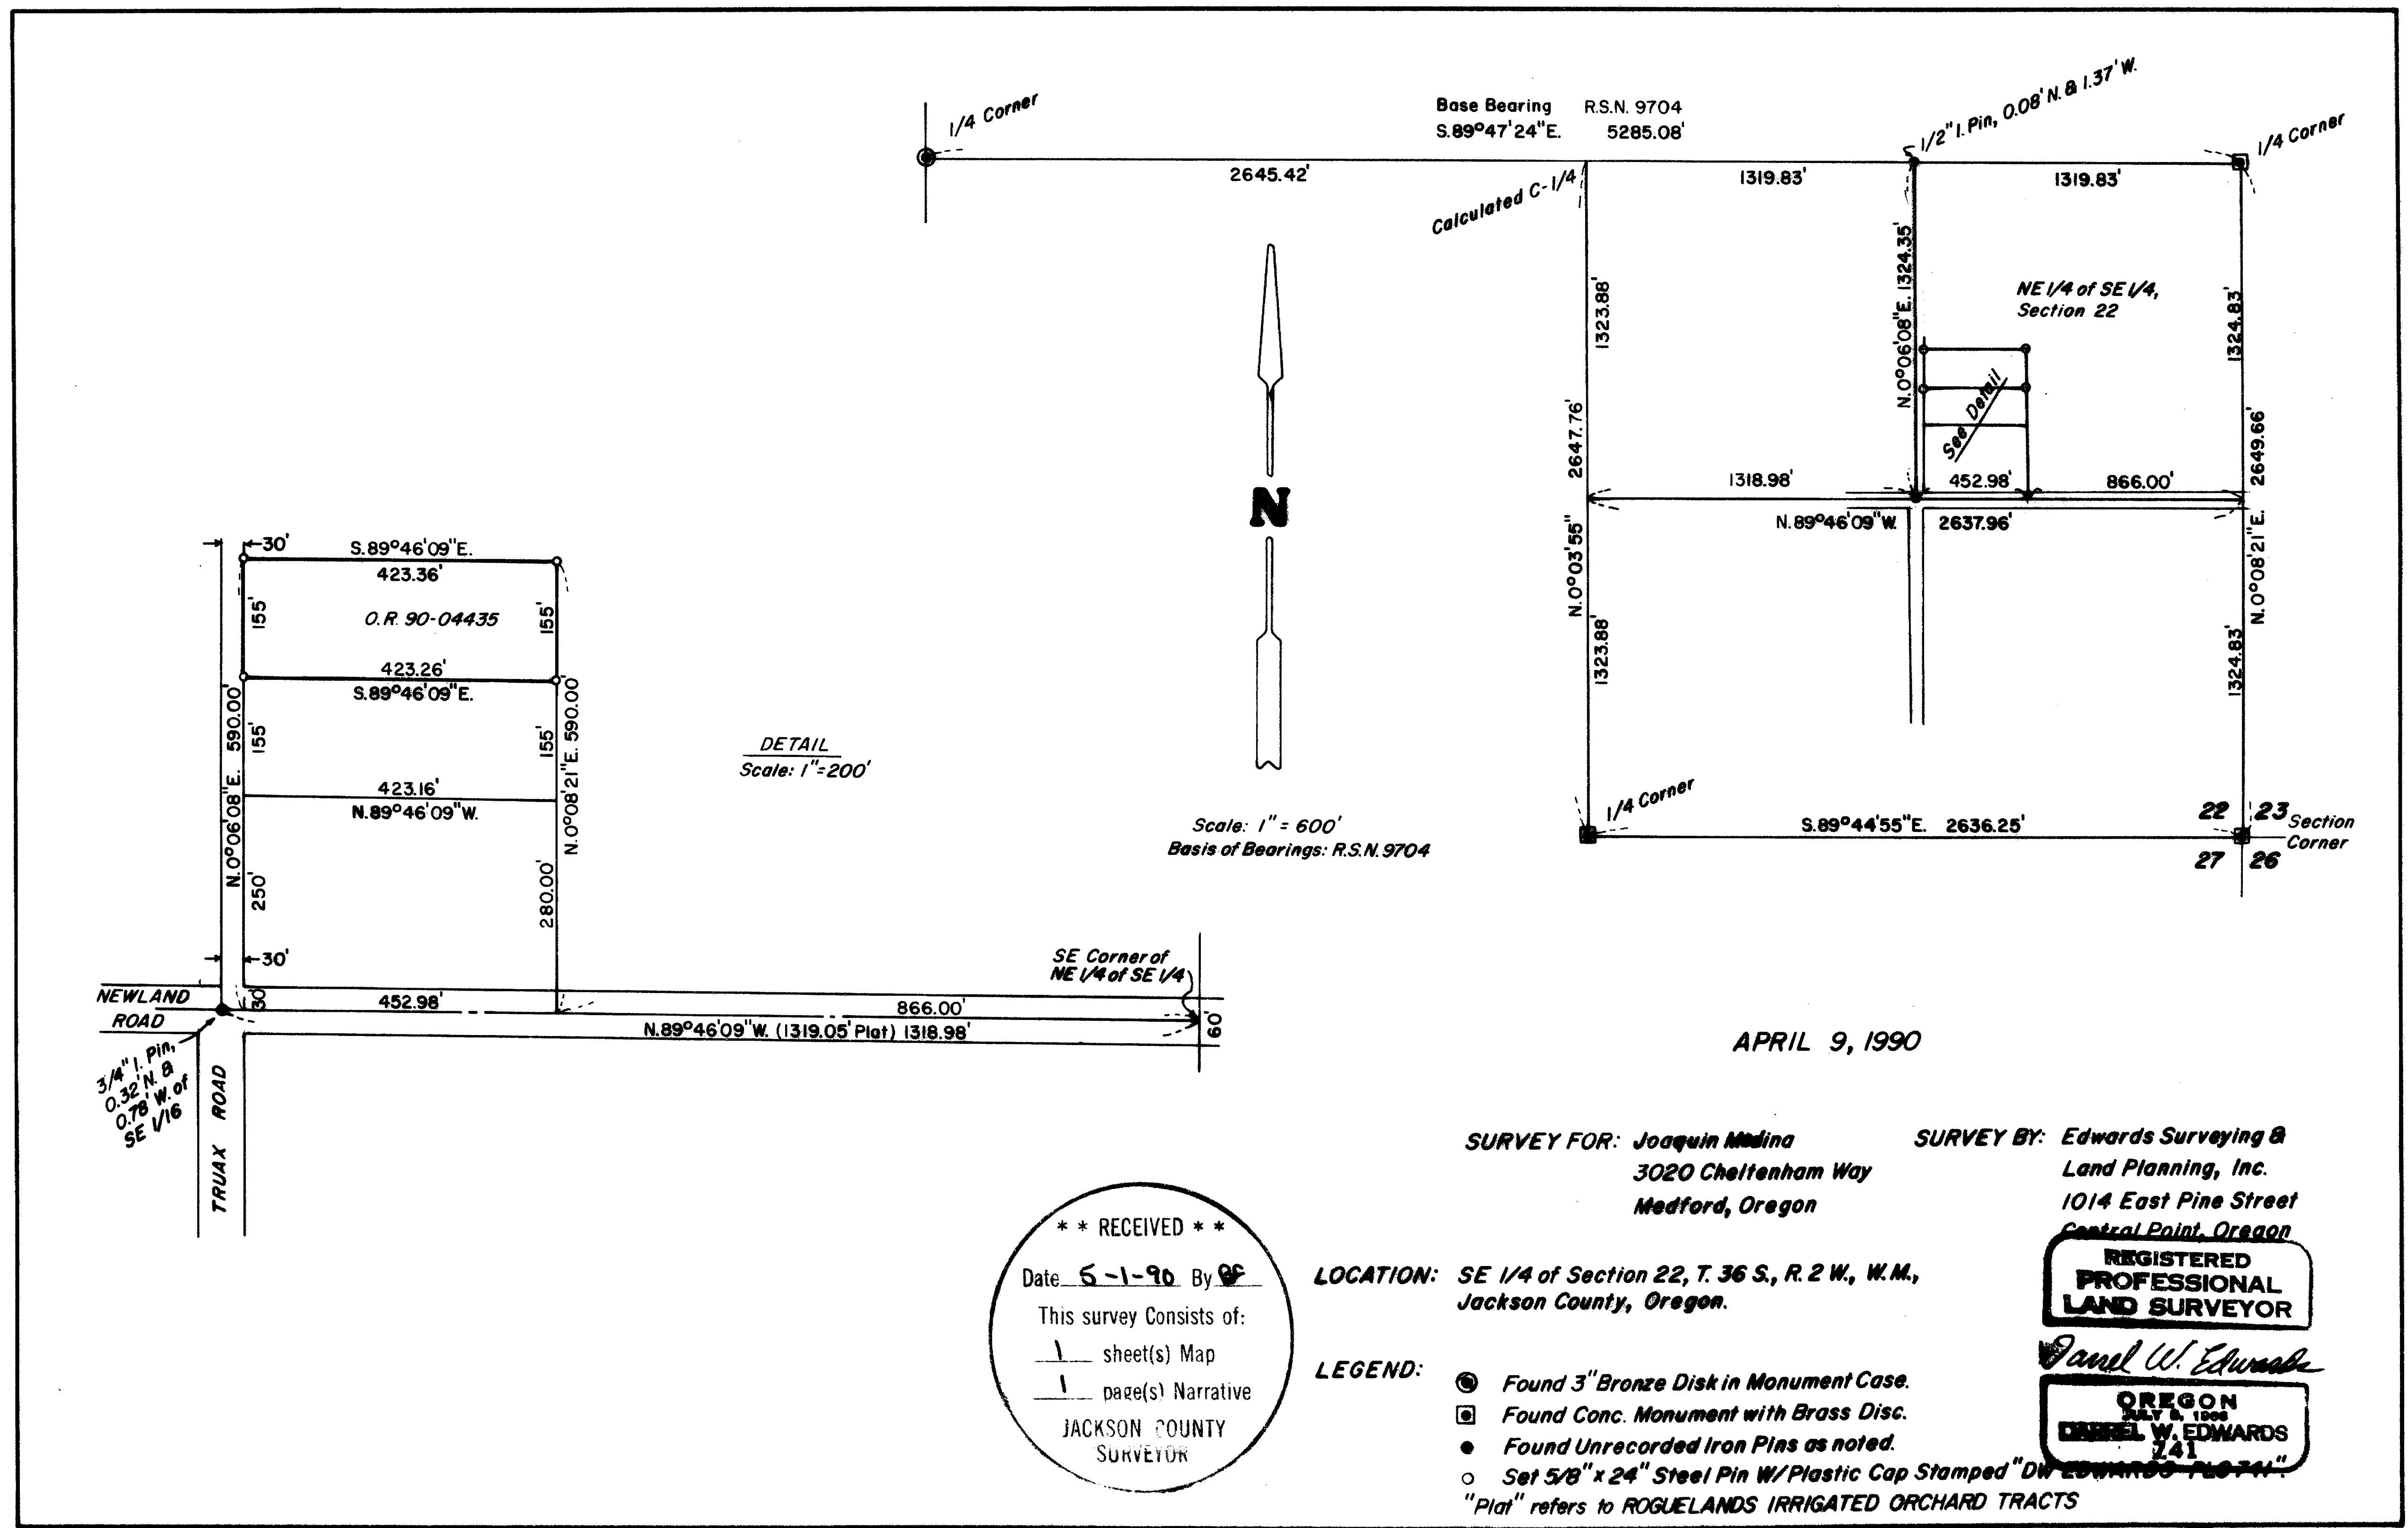 1/4 Corner
Base Bearing R.S.N. 9704
S.89°47'24"E. 5285.08'
1/2" I. Pin, 0.08' N. & 1.37' W.
1/4 Corner
2645.42'
Calculated C-1/4
1319.83'
1319.83'
1323.88'
N.0°06'08"E. 1324.35'
NE 1/4 of SE 1/4,
Section 22
1324.83'
See Detail
2647.76'
2649.66'
1318.98'
452.98'
866.00'
N.89°46'09"W. 2637.96'
N.0°03'55"
N.0°08'21"E.
1323.88'
1324.83'
1/4 Corner
S.89°44'55"E. 2636.25'
22 23
27 26
Section
Corner
N
Scale: 1" = 600'
Basis of Bearings: R.S.N. 9704
30'
S.89°46'09"E.
423.36'
155'
O.R. 90-04435
155'
423.26'
S.89°46'09"E.
155'
155'
N.0°06'08"E. 590.00'
N.0°08'21"E. 590.00'
423.16'
N.89°46'09"W.
250'
280.00'
30'
DETAIL
Scale: 1"=200'
SE Corner of
NE 1/4 of SE 1/4
NEWLAND
ROAD
30'
452.98'
866.00'
N.89°46'09"W. (1319.05' Plat) 1318.98'
60'
3/4" I. Pin,
0.32' N. &
0.78' W. of
SE 1/16
TRUAX ROAD
APRIL 9, 1990
SURVEY FOR: Joaquin Medina
3020 Cheltenham Way
Medford, Oregon
SURVEY BY: Edwards Surveying &
Land Planning, Inc.
1014 East Pine Street
Central Point, Oregon
* * RECEIVED * *
Date 5-1-90 By
This survey Consists of:
1 sheet(s) Map
1 page(s) Narrative
JACKSON COUNTY
SURVEYOR
LOCATION: SE 1/4 of Section 22, T. 36 S., R. 2 W., W.M.,
Jackson County, Oregon.
LEGEND:
Found 3" Bronze Disk in Monument Case.
Found Conc. Monument with Brass Disc.
Found Unrecorded Iron Pins as noted.
Set 5/8" x 24" Steel Pin W/Plastic Cap Stamped "DW EDWARDS PLS 741".
"Plat" refers to ROGUELANDS IRRIGATED ORCHARD TRACTS
REGISTERED
PROFESSIONAL
LAND SURVEYOR
Darrel W. Edwards
OREGON
JULY 8, 1966
DARREL W. EDWARDS
741